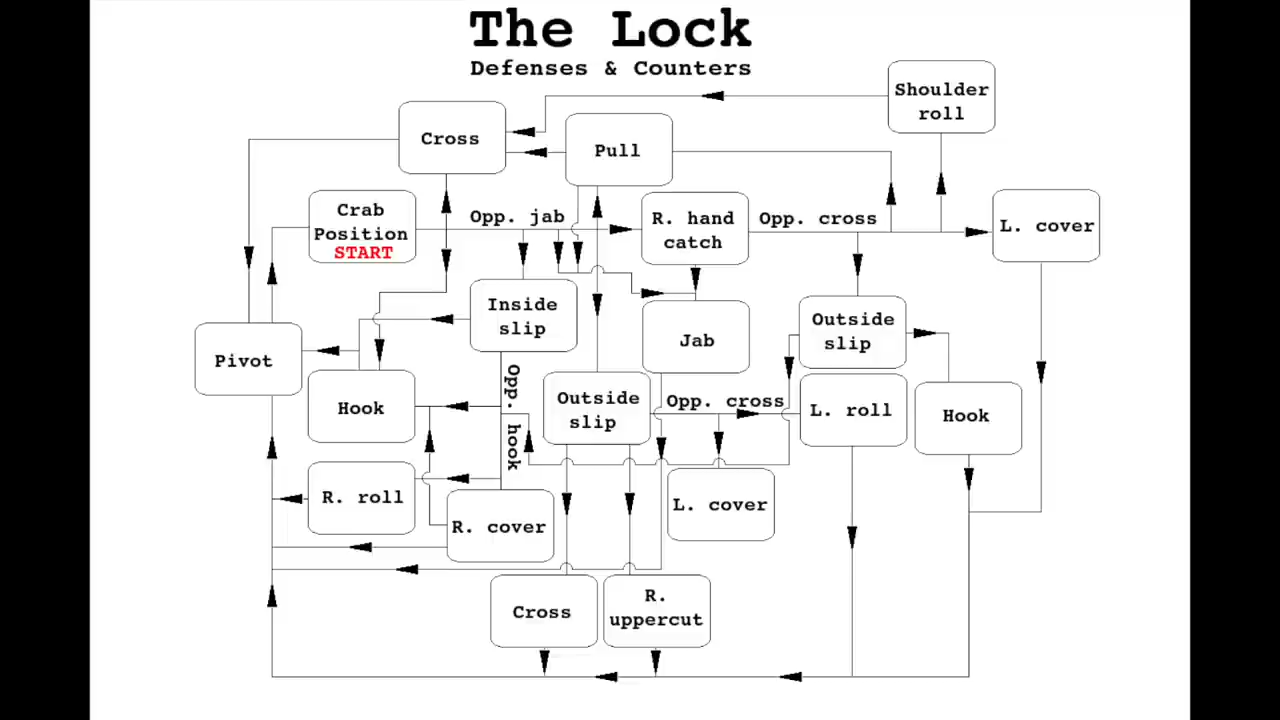 The Lock
Defenses & Counters
Shoulder
roll
Cross
Pull
Crab
Position
START
Opp. jab
R. hand
catch
Opp. cross
L. cover
Inside
slip
Jab
Outside
slip
Pivot
Hook
Opp. hook
Outside
slip
Opp. cross
L. roll
Hook
R. roll
R. cover
L. cover
Cross
R.
uppercut